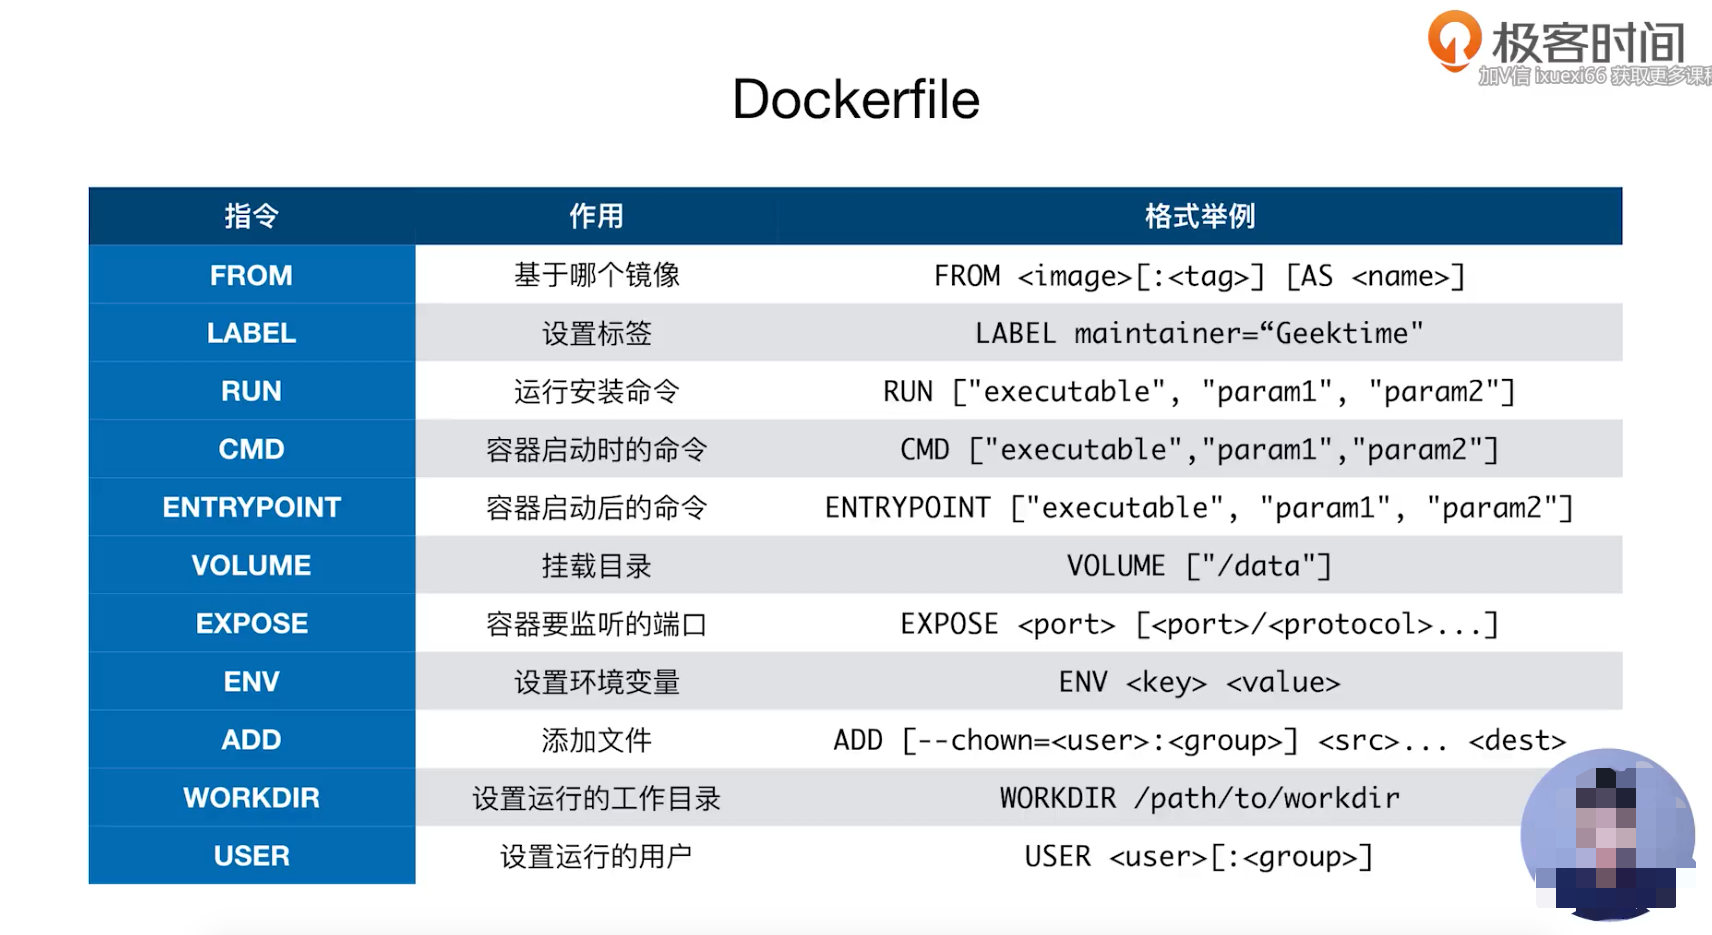 极客时间
加V信 ixuexi66 获取更多课程
Dockerfile
指令 作用 格式举例
FROM 基于哪个镜像 FROM <image>[:<tag>] [AS <name>]
LABEL 设置标签 LABEL maintainer=“Geektime"
RUN 运行安装命令 RUN ["executable", "param1", "param2"]
CMD 容器启动时的命令 CMD ["executable","param1","param2"]
ENTRYPOINT 容器启动后的命令 ENTRYPOINT ["executable", "param1", "param2"]
VOLUME 挂载目录 VOLUME ["/data"]
EXPOSE 容器要监听的端口 EXPOSE <port> [<port>/<protocol>...]
ENV 设置环境变量 ENV <key> <value>
ADD 添加文件 ADD [--chown=<user>:<group>] <src>... <dest>
WORKDIR 设置运行的工作目录 WORKDIR /path/to/workdir
USER 设置运行的用户 USER <user>[:<group>]